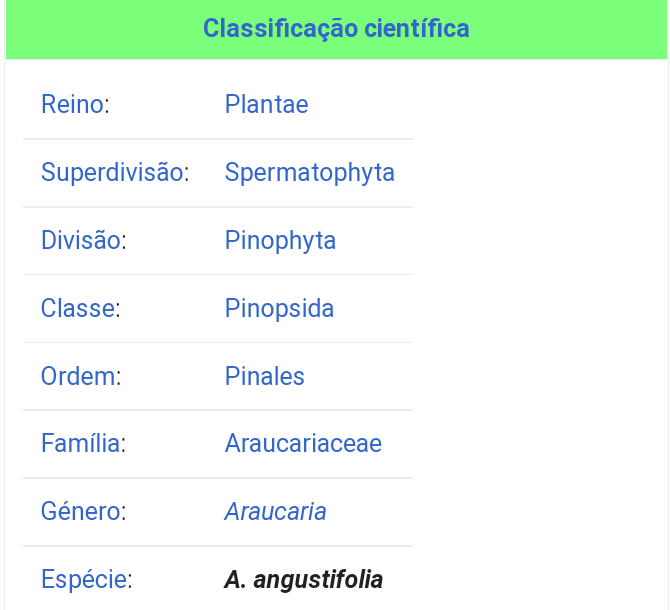 Classificação científica
Reino: Plantae
Superdivisão: Spermatophyta
Divisão: Pinophyta
Classe: Pinopsida
Ordem: Pinales
Família: Araucariaceae
Género: Araucaria
Espécie: A. angustifolia